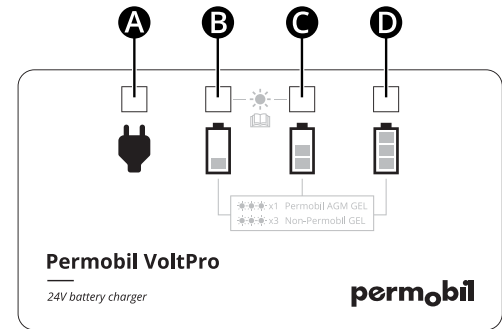 A B C D
x1 Permobil AGM GEL
x3 Non-Permobil GEL
Permobil VoltPro
24V battery charger
permobil